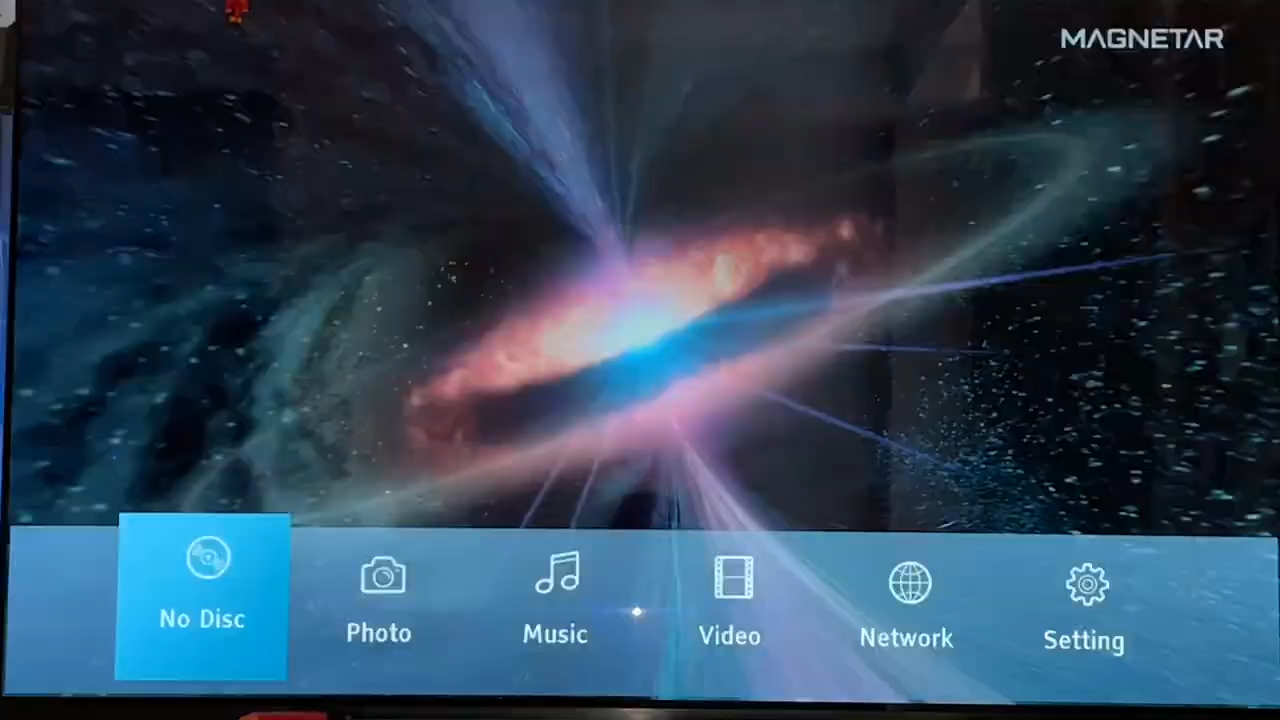 MAGNETAR
No Disc
Photo
Music
Video
Network
Setting